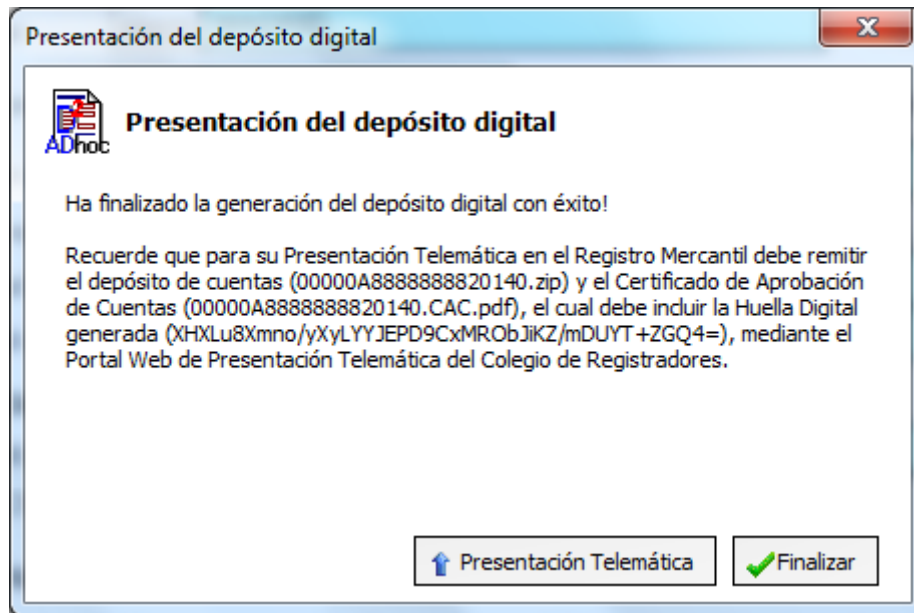 Presentación del depósito digital
x
ADhoc
Presentación del depósito digital
Ha finalizado la generación del depósito digital con éxito!
Recuerde que para su Presentación Telemática en el Registro Mercantil debe remitir
el depósito de cuentas (00000A8888888820140.zip) y el Certificado de Aprobación
de Cuentas (00000A8888888820140.CAC.pdf), el cual debe incluir la Huella Digital
generada (XHXLu8Xmno/yXyLYYJEPD9CxMRObJiKZ/mDUYT+ZGQ4=), mediante el
Portal Web de Presentación Telemática del Colegio de Registradores.
Presentación Telemática
Finalizar